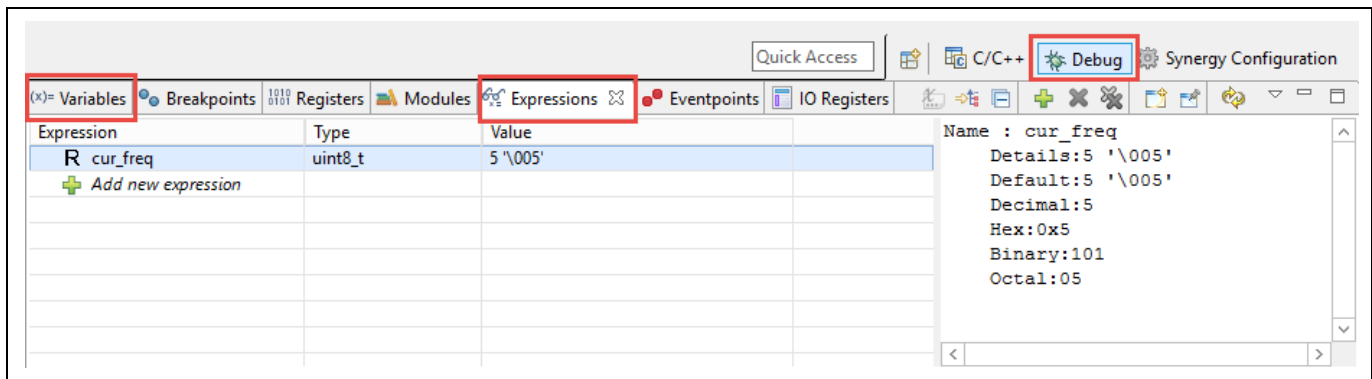 Quick Access C/C++ Debug Synergy Configuration
(x)= Variables Breakpoints 1010 0101 Registers Modules Expressions Eventpoints IO Registers
Expression Type Value
R cur_freq uint8_t 5 '\005'
Add new expression
Name : cur_freq
Details:5 '\005'
Default:5 '\005'
Decimal:5
Hex:0x5
Binary:101
Octal:05